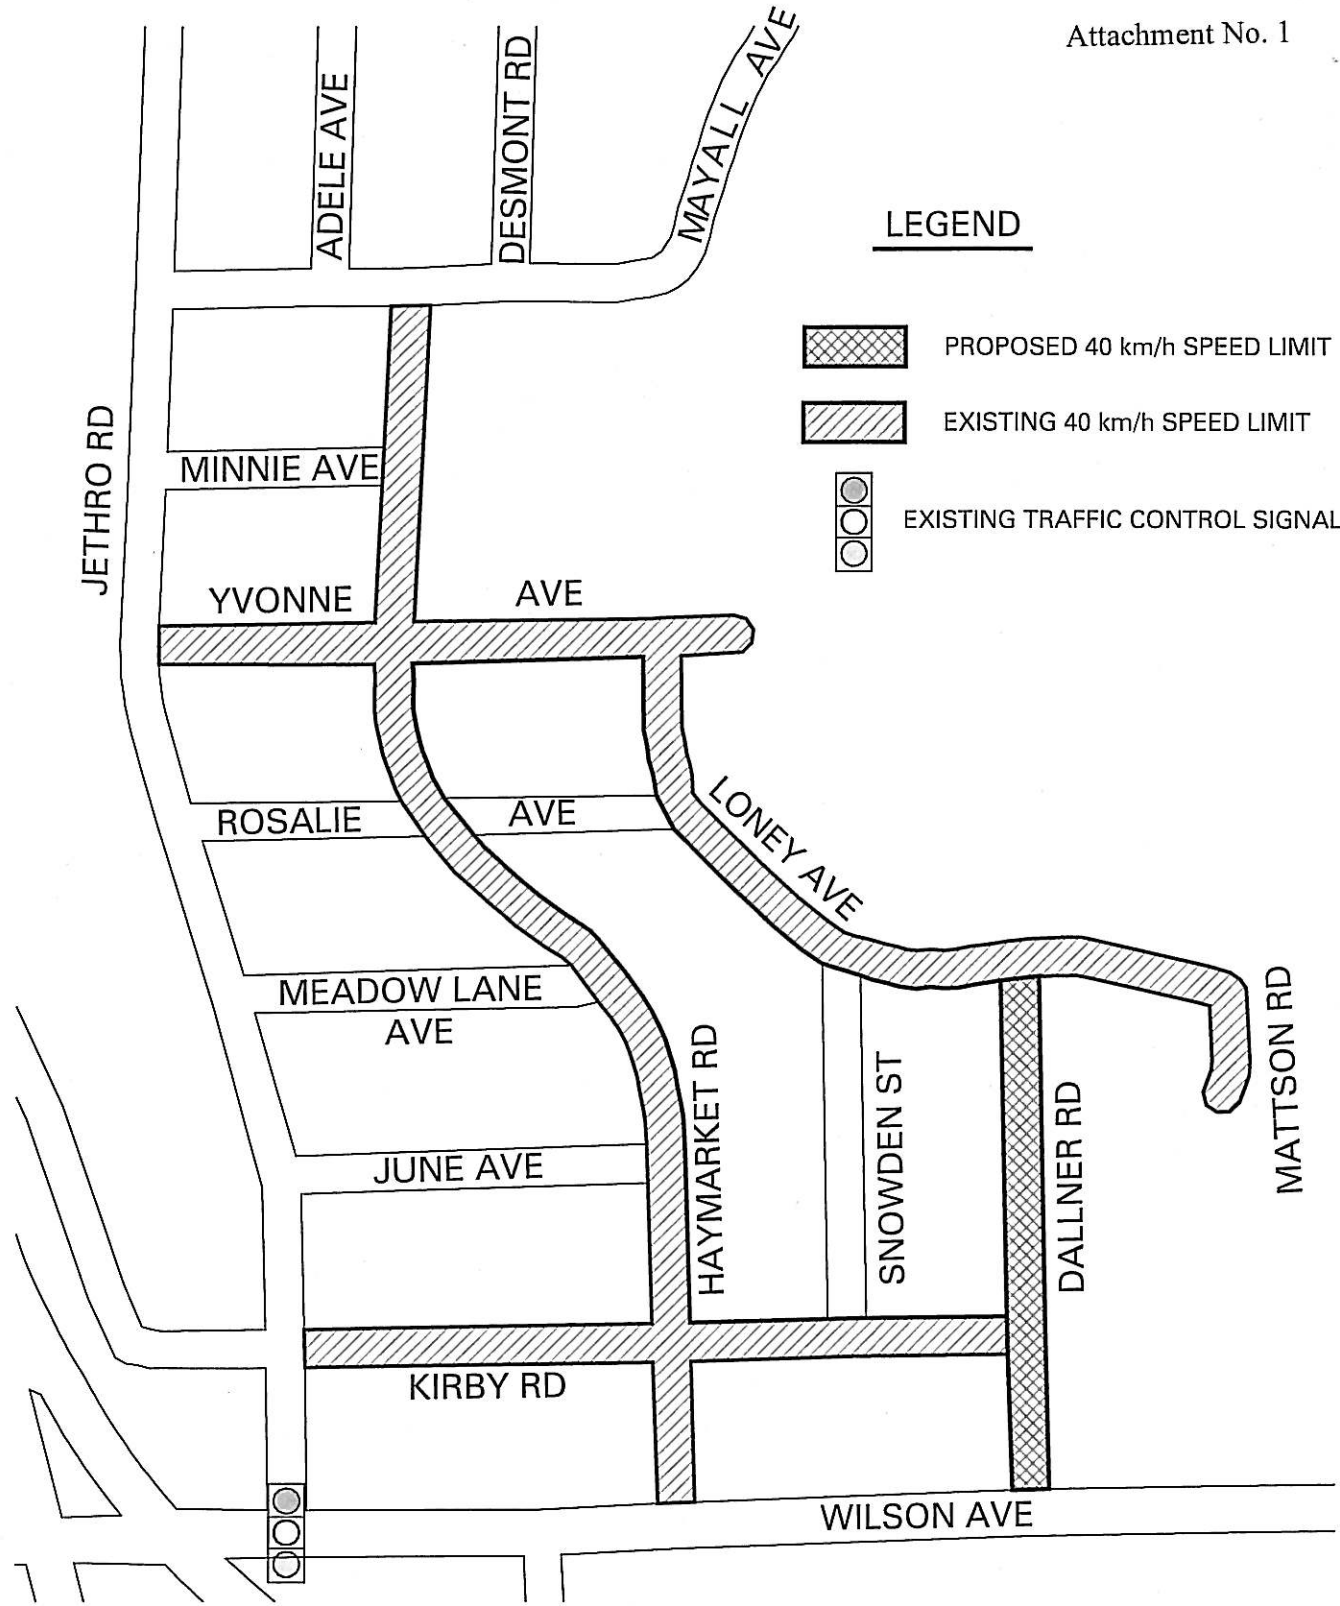 Attachment No. 1
ADELE AVE
DESMONT RD
MAYALL AVE
LEGEND
PROPOSED 40 km/h SPEED LIMIT
EXISTING 40 km/h SPEED LIMIT
EXISTING TRAFFIC CONTROL SIGNAL
JETHRO RD
MINNIE AVE
YVONNE AVE
ROSALIE AVE
LONEY AVE
MEADOW LANE
AVE
HAYMARKET RD
SNOWDEN ST
DALLNER RD
MATTSON RD
JUNE AVE
KIRBY RD
WILSON AVE